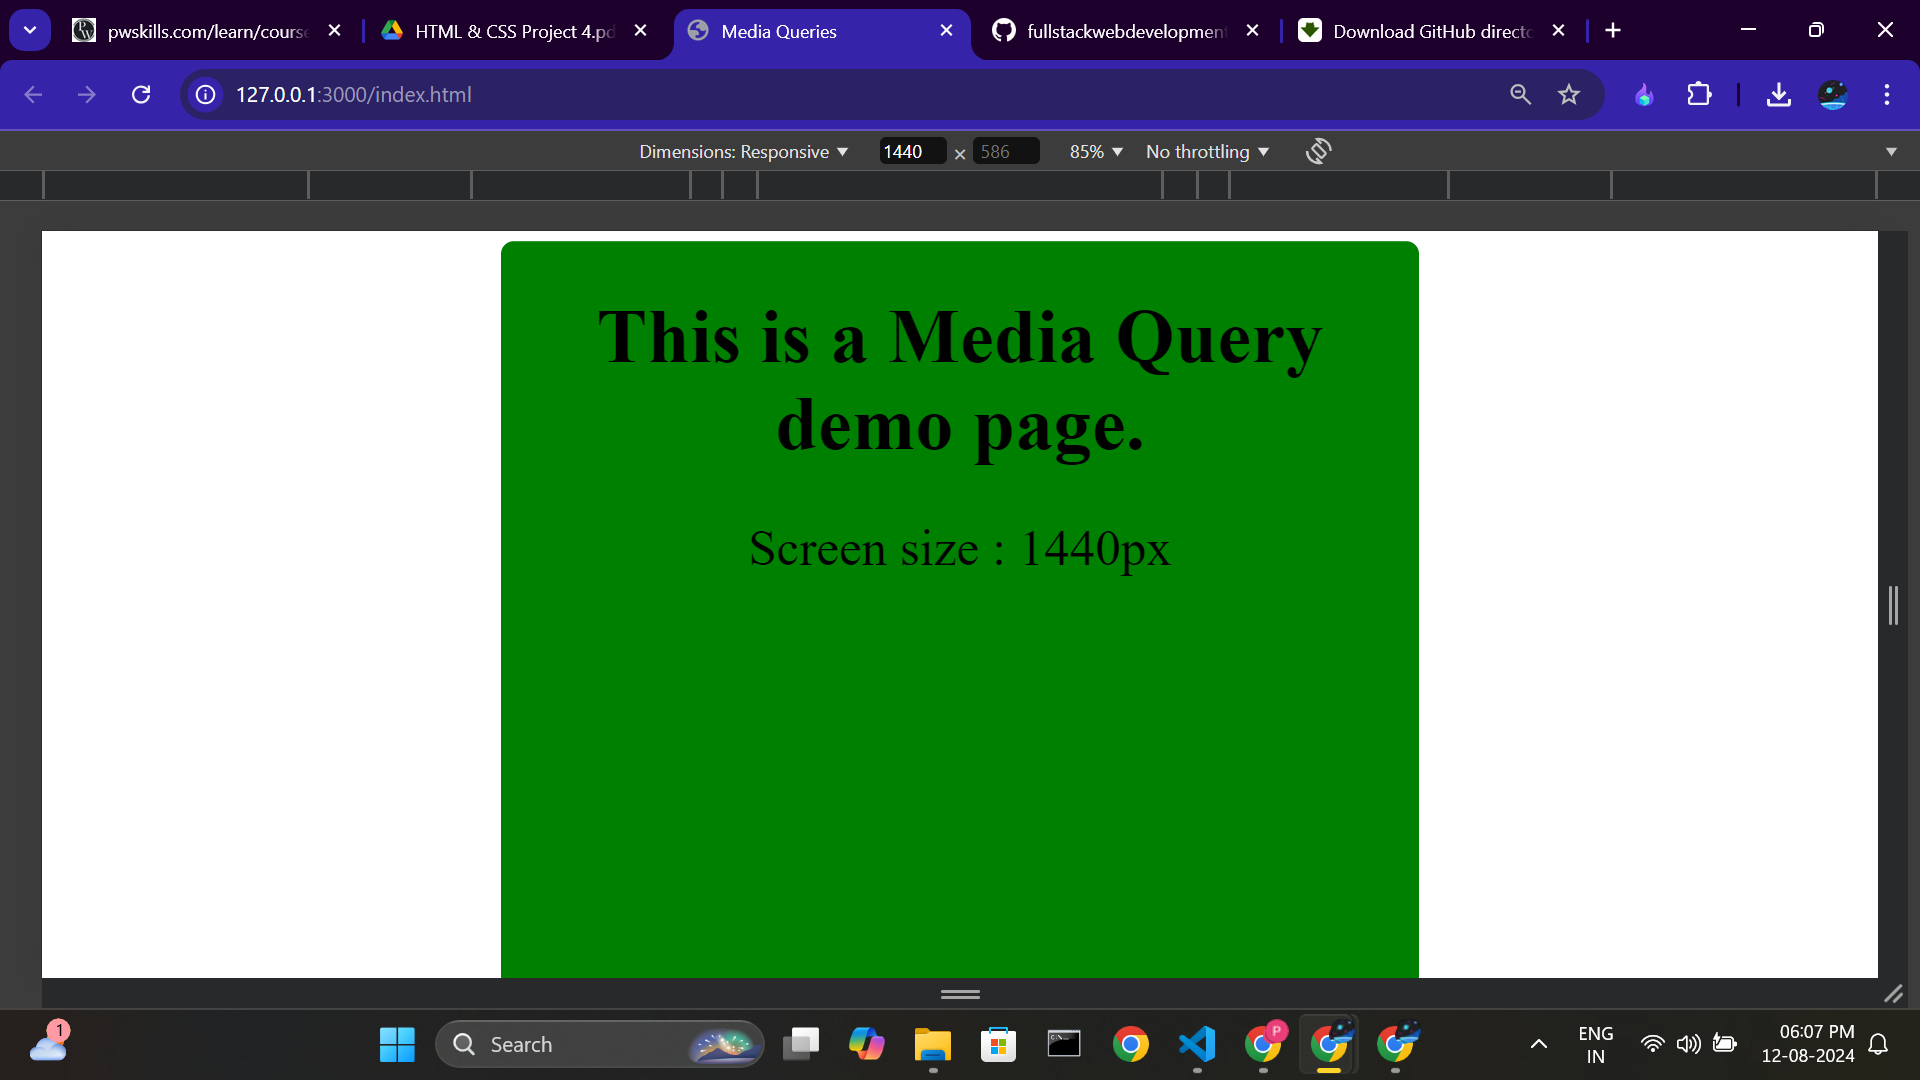 pwskills.com/learn/course
HTML & CSS Project 4.pd
Media Queries
fullstackwebdevelopment
Download GitHub directo
127.0.0.1:3000/index.html
Dimensions: Responsive ▼ 1440 × 586 85% ▼ No throttling ▼
This is a Media Query
demo page.
Screen size : 1440px
1
Search
P
ENG
IN
06:07 PM
12-08-2024